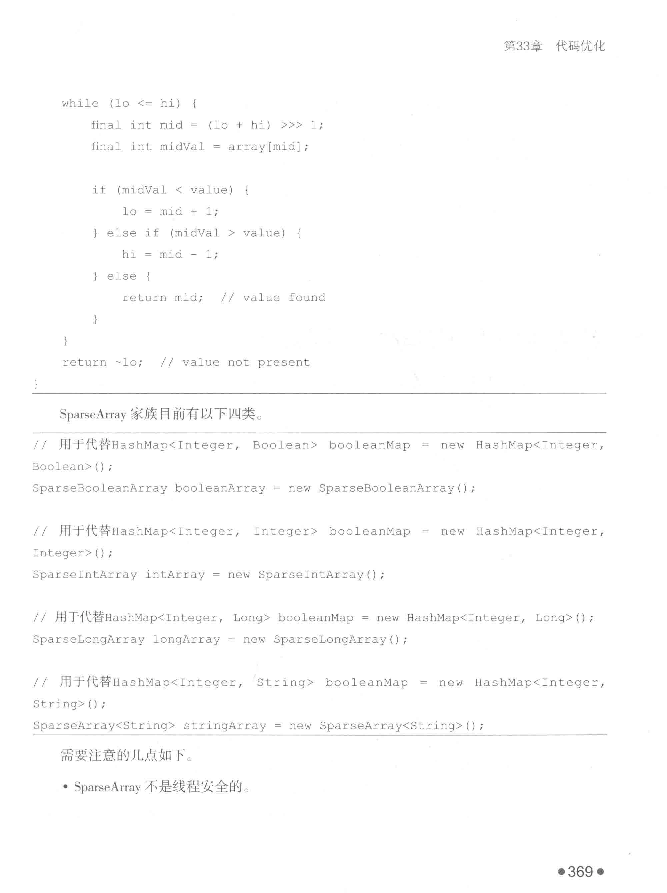 第33章 代码优化
while (lo <= hi) {
final int mid = (lo + hi) >>> 1;
final int midVal = array[mid];
if (midVal < value) {
lo = mid + 1;
} else if (midVal > value) {
hi = mid - 1;
} else {
return mid; // value found
}
}
return ~lo; // value not present
}
SparseArray 家族目前有以下四类。
// 用于代替HashMap<Integer, Boolean> booleanMap = new HashMap<Integer,
Boolean>();
SparseBooleanArray booleanArray = new SparseBooleanArray();
// 用于代替HashMap<Integer, Integer> booleanMap = new HashMap<Integer,
Integer>();
SparseIntArray intArray = new SparseIntArray();
// 用于代替HashMap<Integer, Long> booleanMap = new HashMap<Integer, Long>();
SparseLongArray longArray = new SparseLongArray();
// 用于代替HashMap<Integer, String> booleanMap = new HashMap<Integer,
String>();
SparseArray<String> stringArray = new SparseArray<String>();
需要注意的几点如下。
• SparseArray 不是线程安全的。
●369●